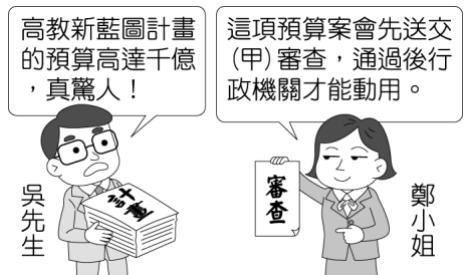 高教新藍圖計畫
的預算高達千億
，真驚人！
這項預算案會先送交
(甲)審查，通過後行
政機關才能動用。
計畫
審查
吳先生
鄭小姐